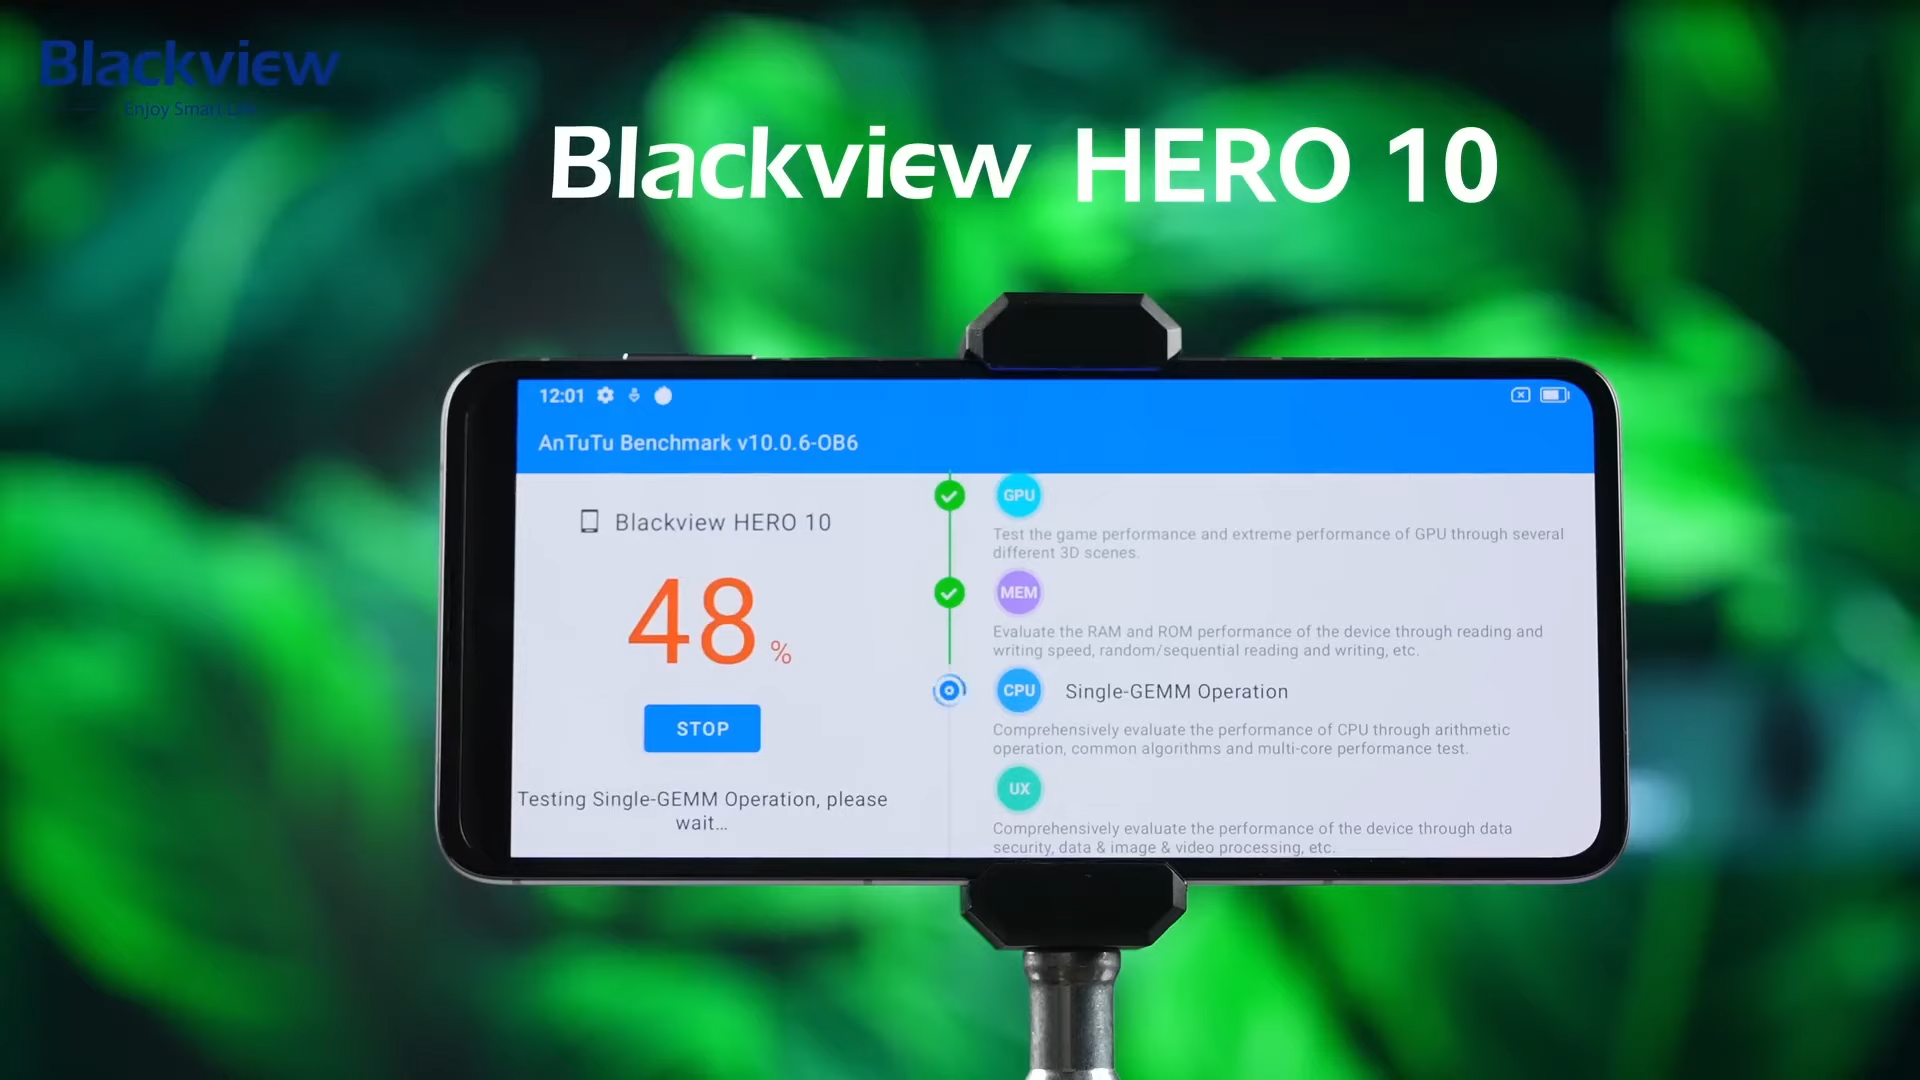 Blackview
Enjoy Smart Life
Blackview HERO 10
12:01
AnTuTu Benchmark v10.0.6-OB6
Blackview HERO 10
48 %
STOP
Testing Single-GEMM Operation, please
wait...
GPU
Test the game performance and extreme performance of GPU through several
different 3D scenes.
MEM
Evaluate the RAM and ROM performance of the device through reading and
writing speed, random/sequential reading and writing, etc.
CPU Single-GEMM Operation
Comprehensively evaluate the performance of CPU through arithmetic
operation, common algorithms and multi-core performance test.
UX
Comprehensively evaluate the performance of the device through data
security, data & image & video processing, etc.